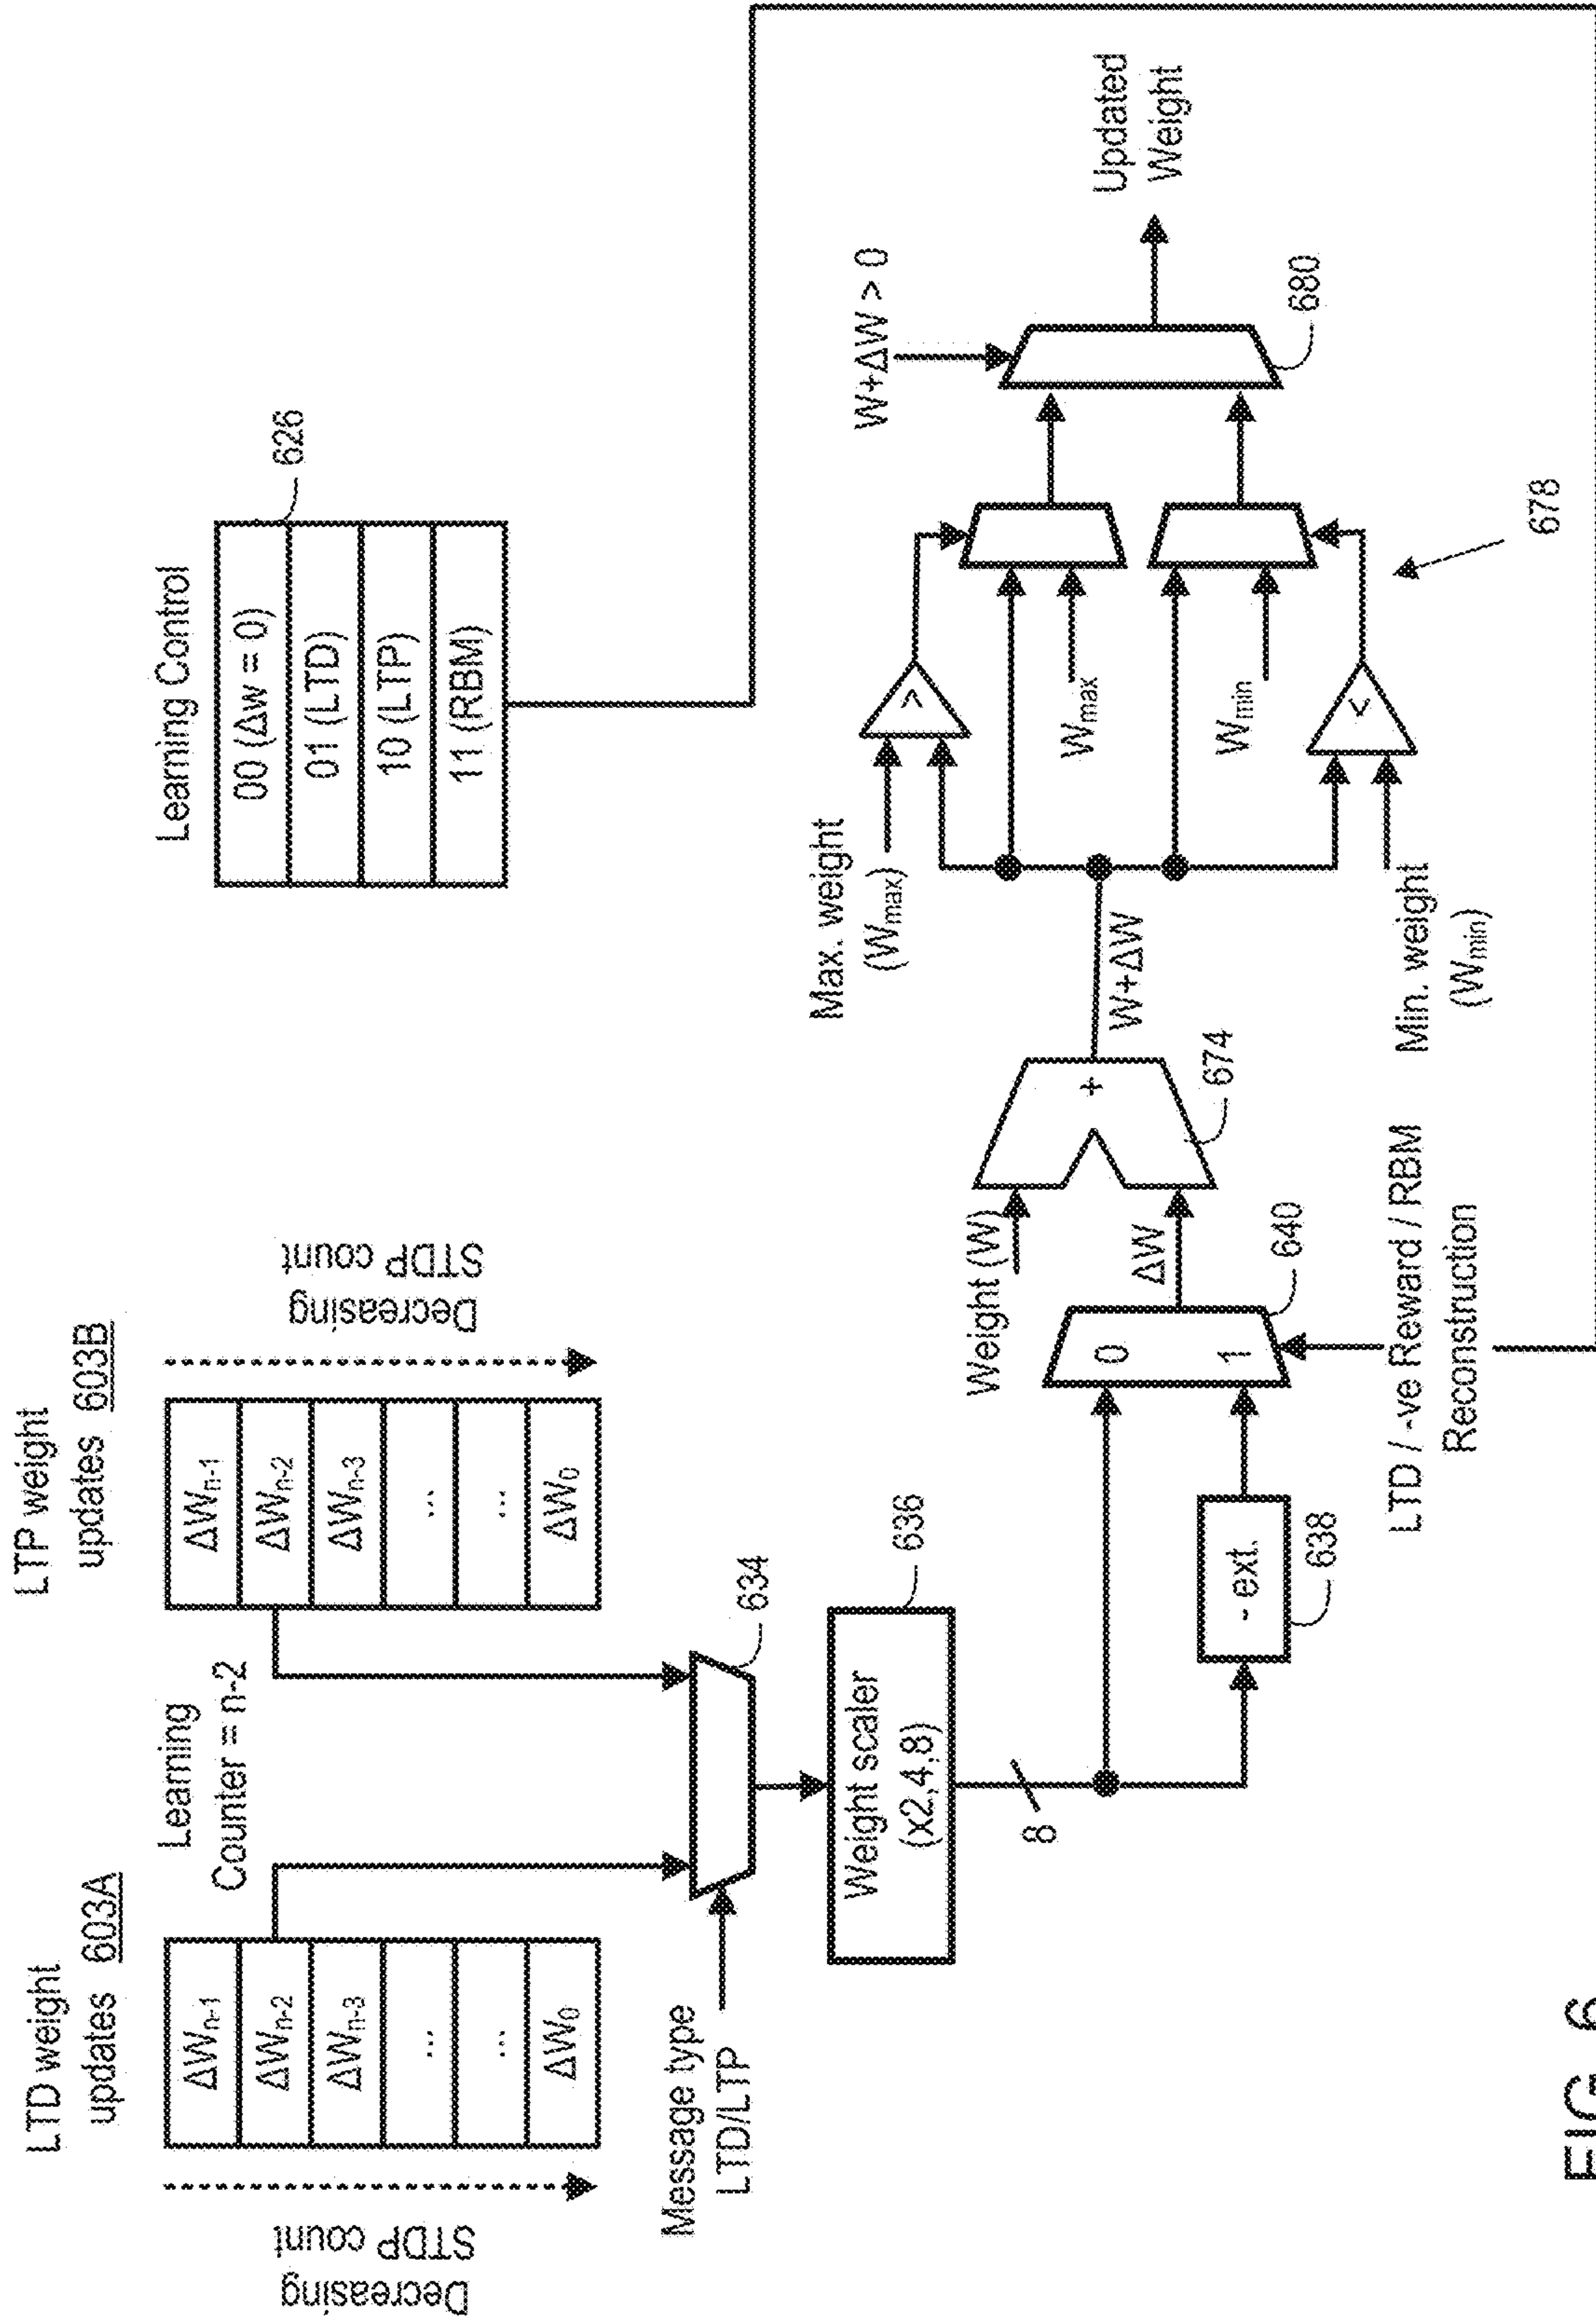 LTD weight
updates 603A
Decreasing
STDP count
ΔWn-1
ΔWn-2
ΔWn-3
...
...
ΔW0
Learning
Counter = n-2
LTP weight
updates 603B
ΔWn-1
ΔWn-2
ΔWn-3
...
...
ΔW0
Decreasing
STDP count
Learning Control
00 (Δw = 0)
01 (LTD)
10 (LTP)
11 (RBM)
626
Message type
LTD/LTP
634
Weight scaler
(x2,4,8)
636
8
- ext.
638
0
1
640
LTD / -ve Reward / RBM
Reconstruction
Weight (W)
ΔW
+
674
W+ΔW
Max. weight
(Wmax)
>
Wmax
Wmin
<
Min. weight
(Wmin)
678
W+ΔW > 0
680
Updated
Weight
FIG. 6